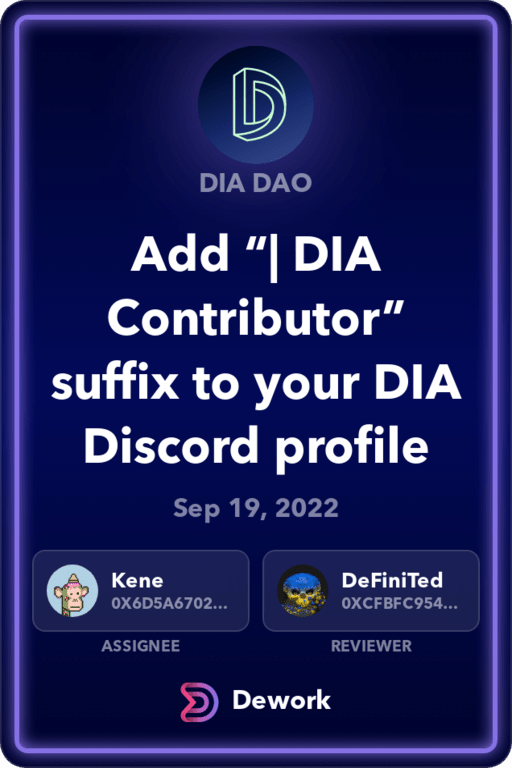 DIA DAO
Add “| DIA
Contributor”
suffix to your DIA
Discord profile
Sep 19, 2022
Kene
0X6D5A6702...
DeFiniTed
0XCFBFC954...
ASSIGNEE
REVIEWER
Dework